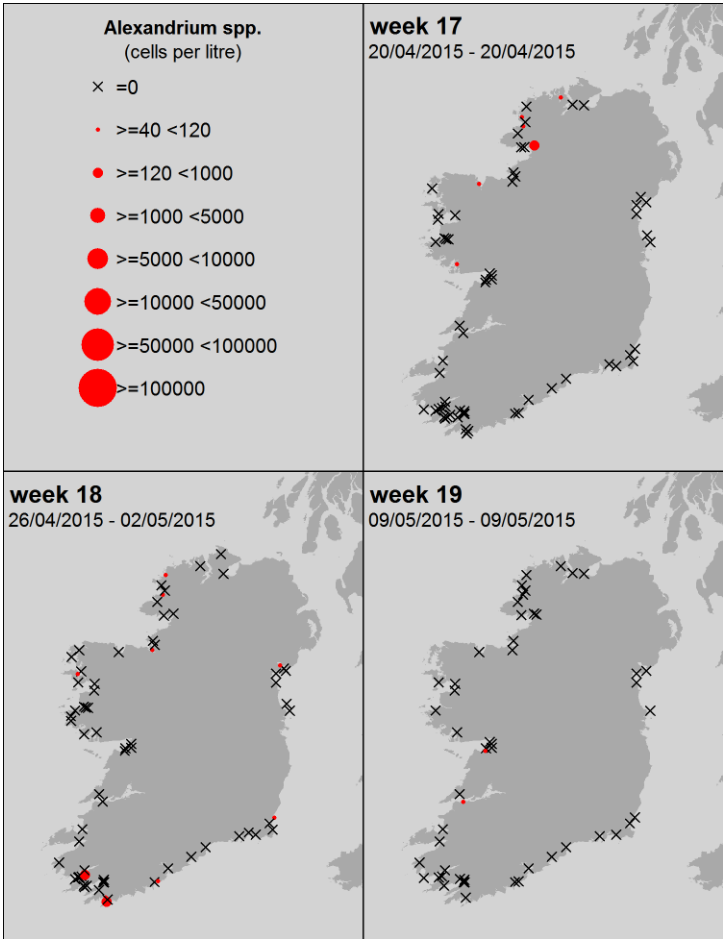 Alexandrium spp.
(cells per litre)
=0
>=40 <120
>=120 <1000
>=1000 <5000
>=5000 <10000
>=10000 <50000
>=50000 <100000
>=100000
week 17
20/04/2015 - 20/04/2015
week 18
26/04/2015 - 02/05/2015
week 19
09/05/2015 - 09/05/2015